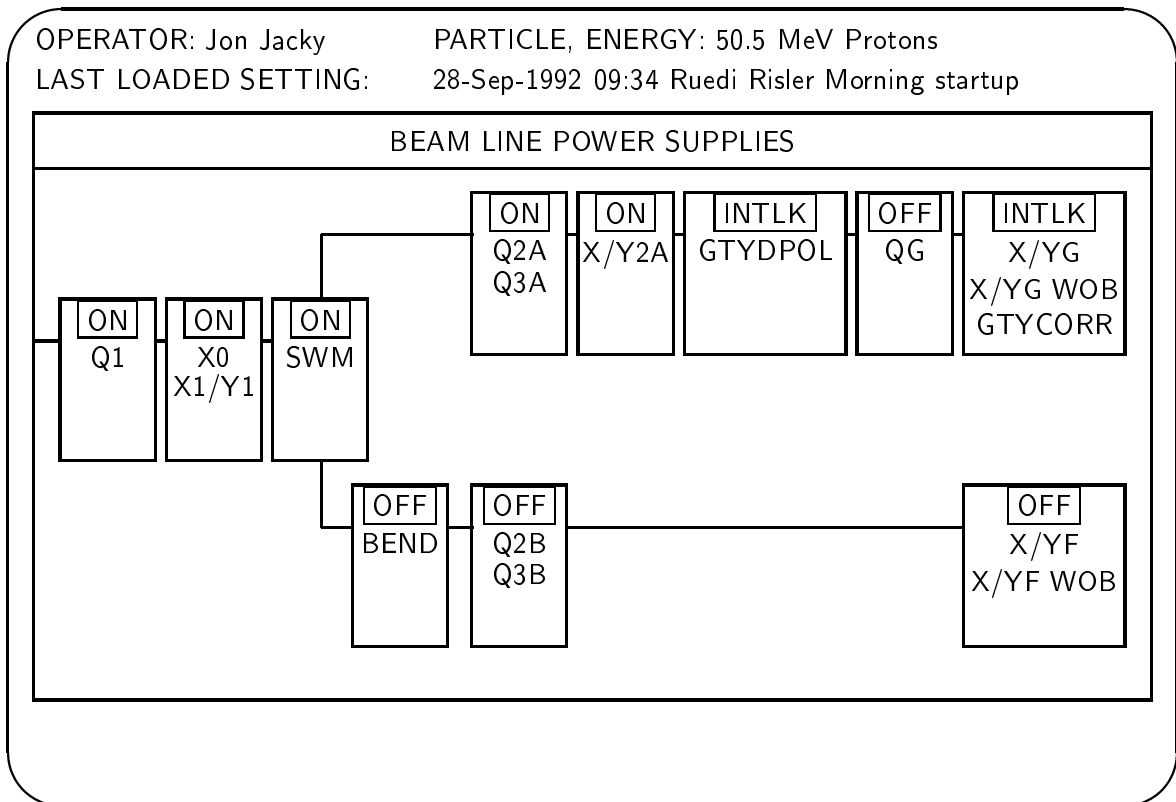 OPERATOR: Jon Jacky PARTICLE, ENERGY: 50.5 MeV Protons
LAST LOADED SETTING: 28-Sep-1992 09:34 Ruedi Risler Morning startup
BEAM LINE POWER SUPPLIES
ON
Q2A
Q3A
ON
X/Y2A
INTLK
GTYDPOL
OFF
QG
INTLK
X/YG
X/YG WOB
GTYCORR
ON
Q1
ON
X0
X1/Y1
ON
SWM
OFF
BEND
OFF
Q2B
Q3B
OFF
X/YF
X/YF WOB